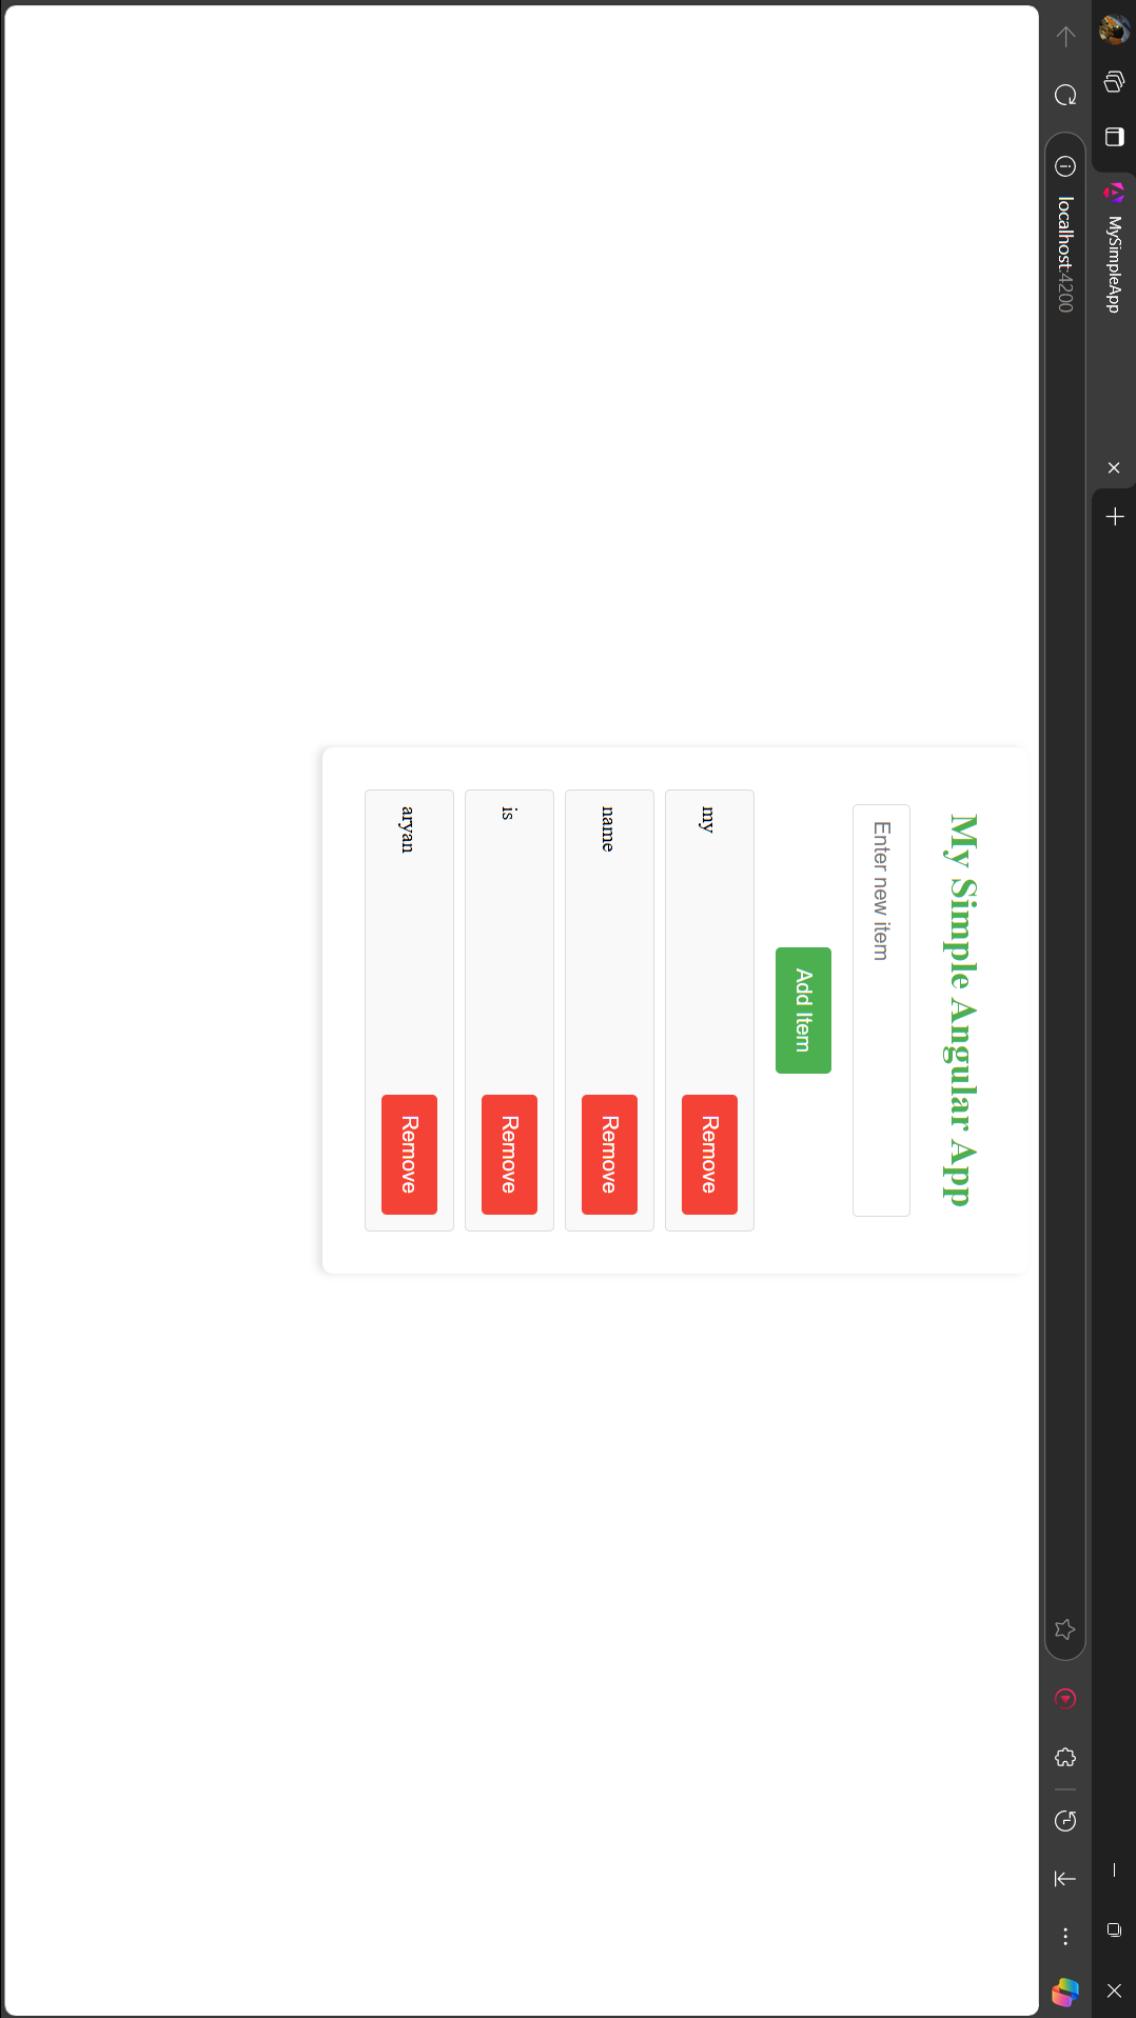 MySimpleApp
localhost:4200
My Simple Angular App
Enter new item
Add Item
my
Remove
name
Remove
is
Remove
aryan
Remove